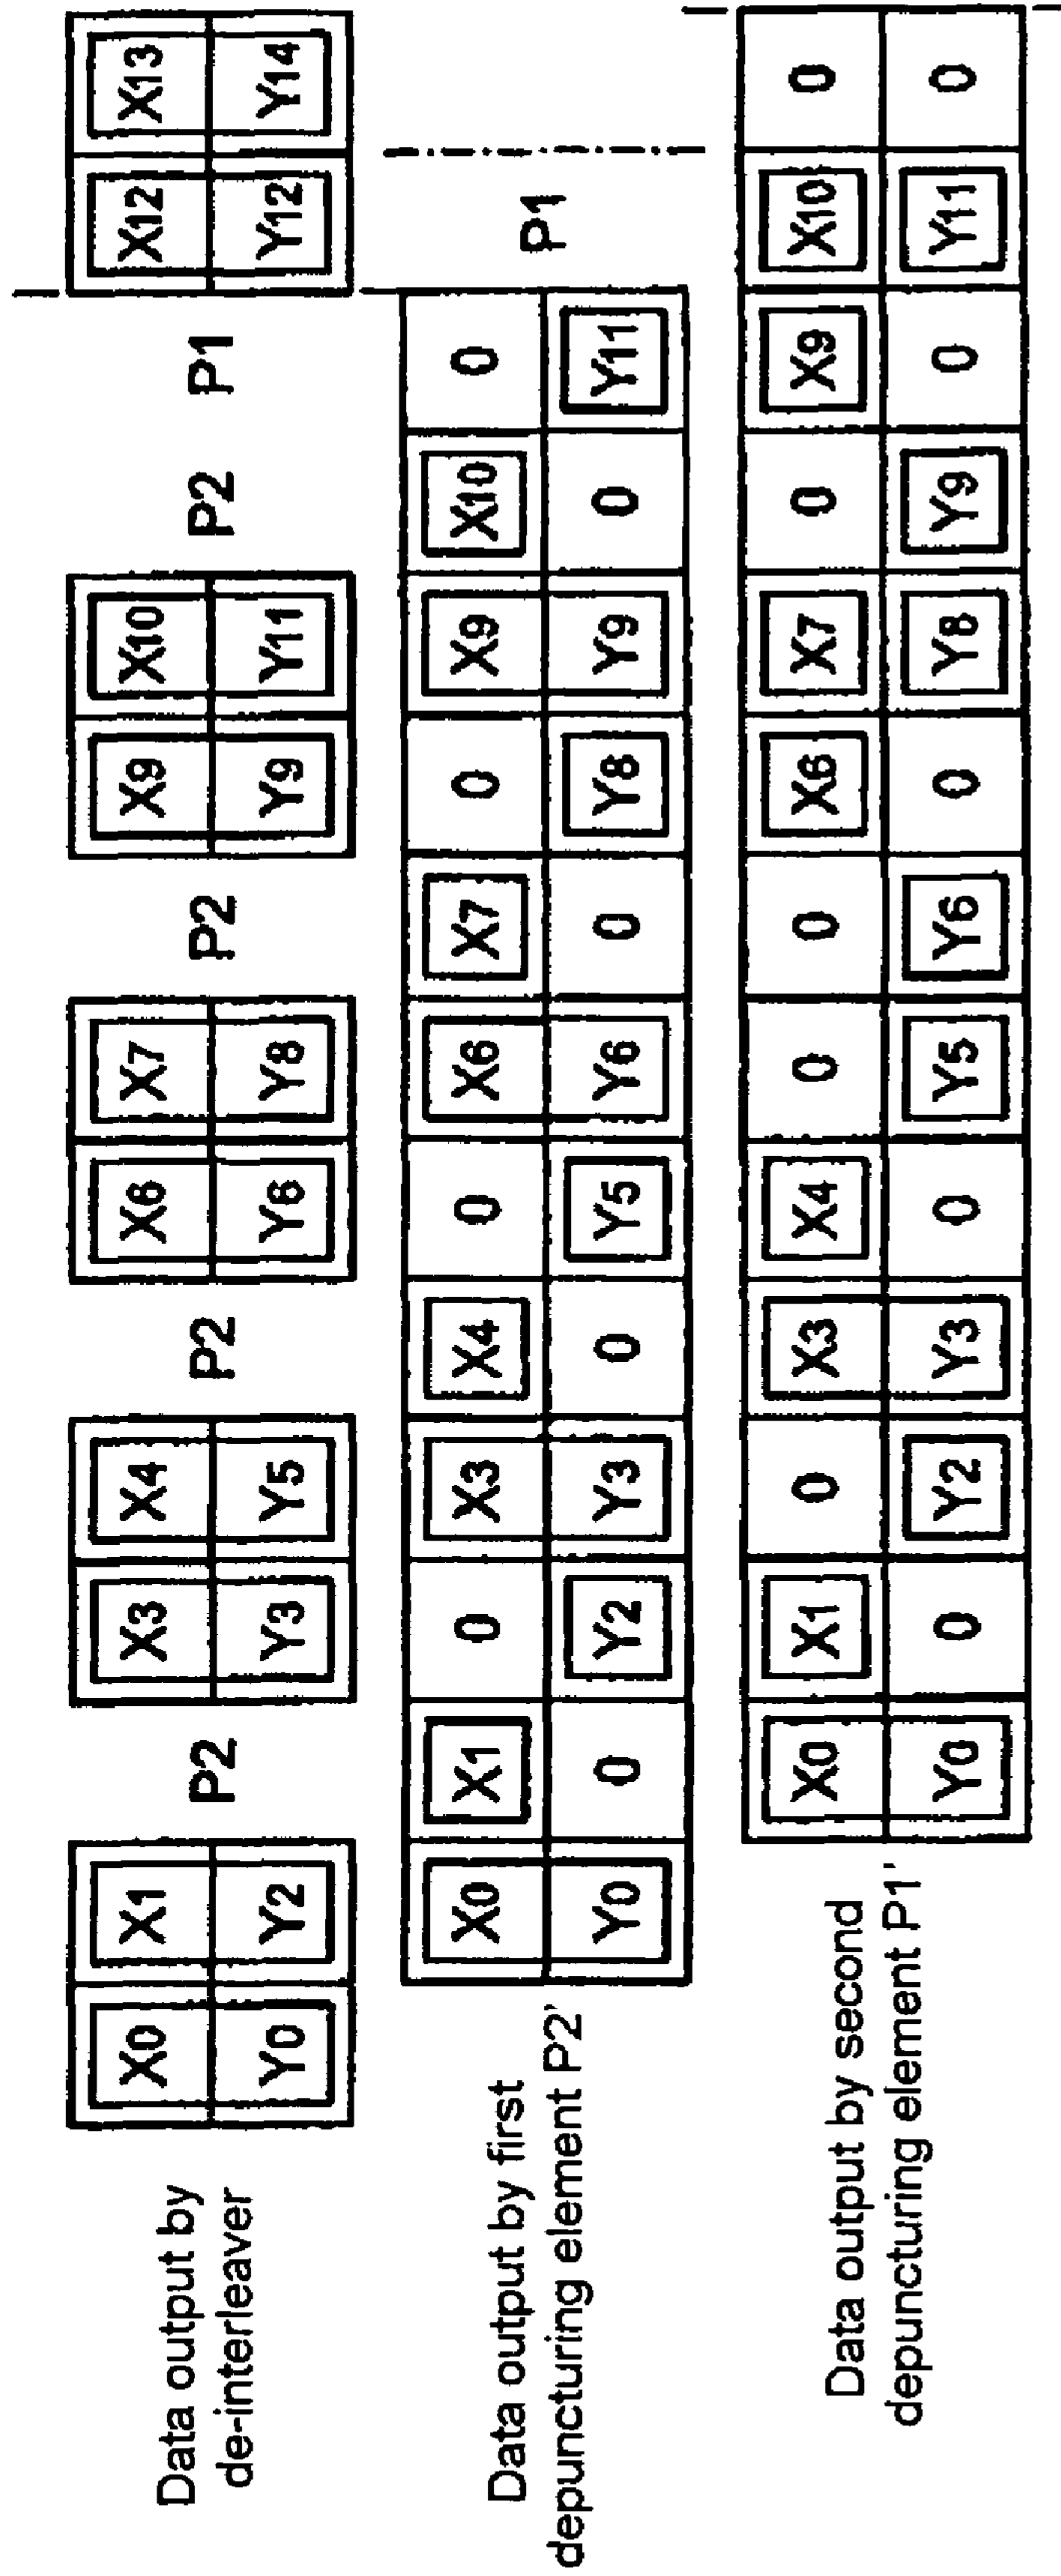 Data output by
de-interleaver
X0 X1 X3 X4 X6 X7 X9 X10 X12 X13
P2 P2 P2 P2 P1
Y0 Y2 Y3 Y5 Y6 Y8 Y9 Y11 Y12 Y14
Data output by first
depuncturing element P2'
X0 X1 0 X3 X4 0 X6 X7 0 X9 X10 0
P1
Y0 0 Y2 Y3 0 Y5 Y6 0 Y8 Y9 0 Y11
Data output by second
depuncturing element P1'
X0 X1 0 X3 X4 0 0 X6 X7 0 X9 X10 0
Y0 0 Y2 Y3 0 Y5 Y6 0 Y8 Y9 0 Y11 0